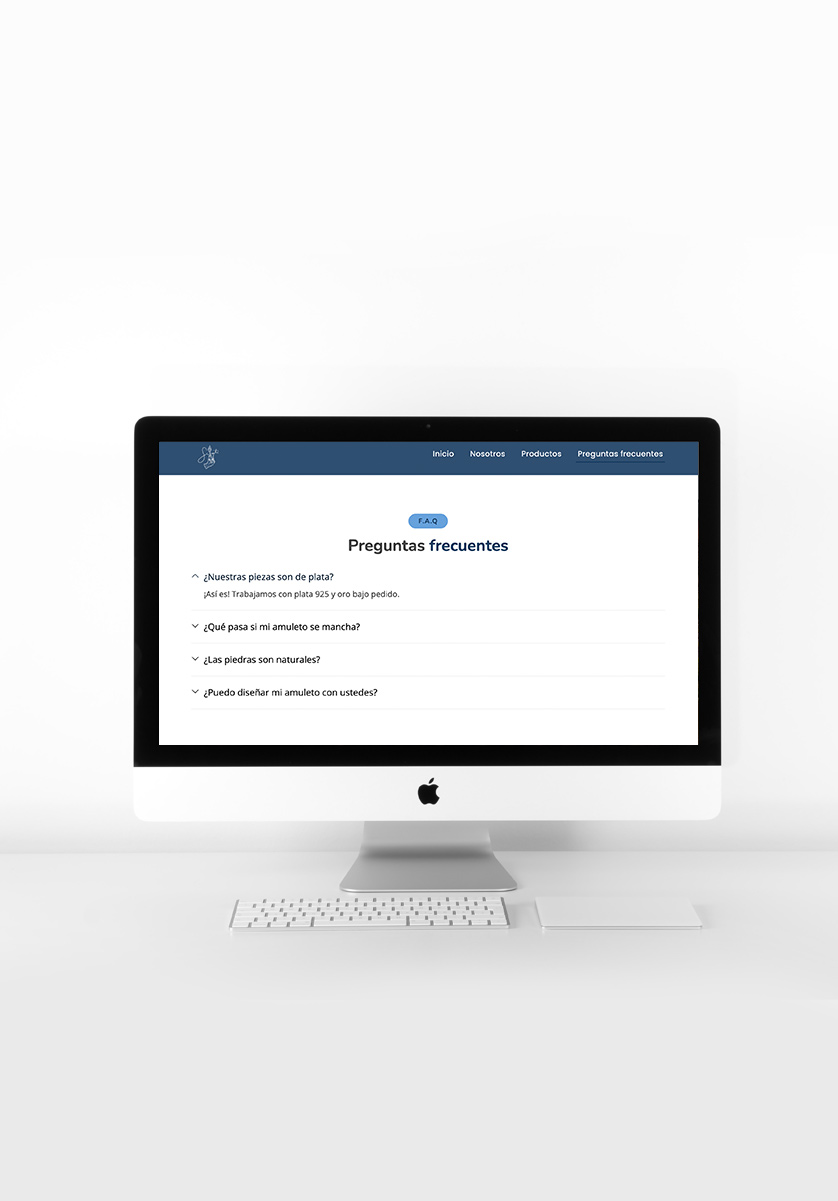 Inicio Nosotros Productos Preguntas frecuentes
F.A.Q
Preguntas frecuentes
¿Nuestras piezas son de plata?
¡Así es! Trabajamos con plata 925 y oro bajo pedido.
¿Qué pasa si mi amuleto se mancha?
¿Las piedras son naturales?
¿Puedo diseñar mi amuleto con ustedes?